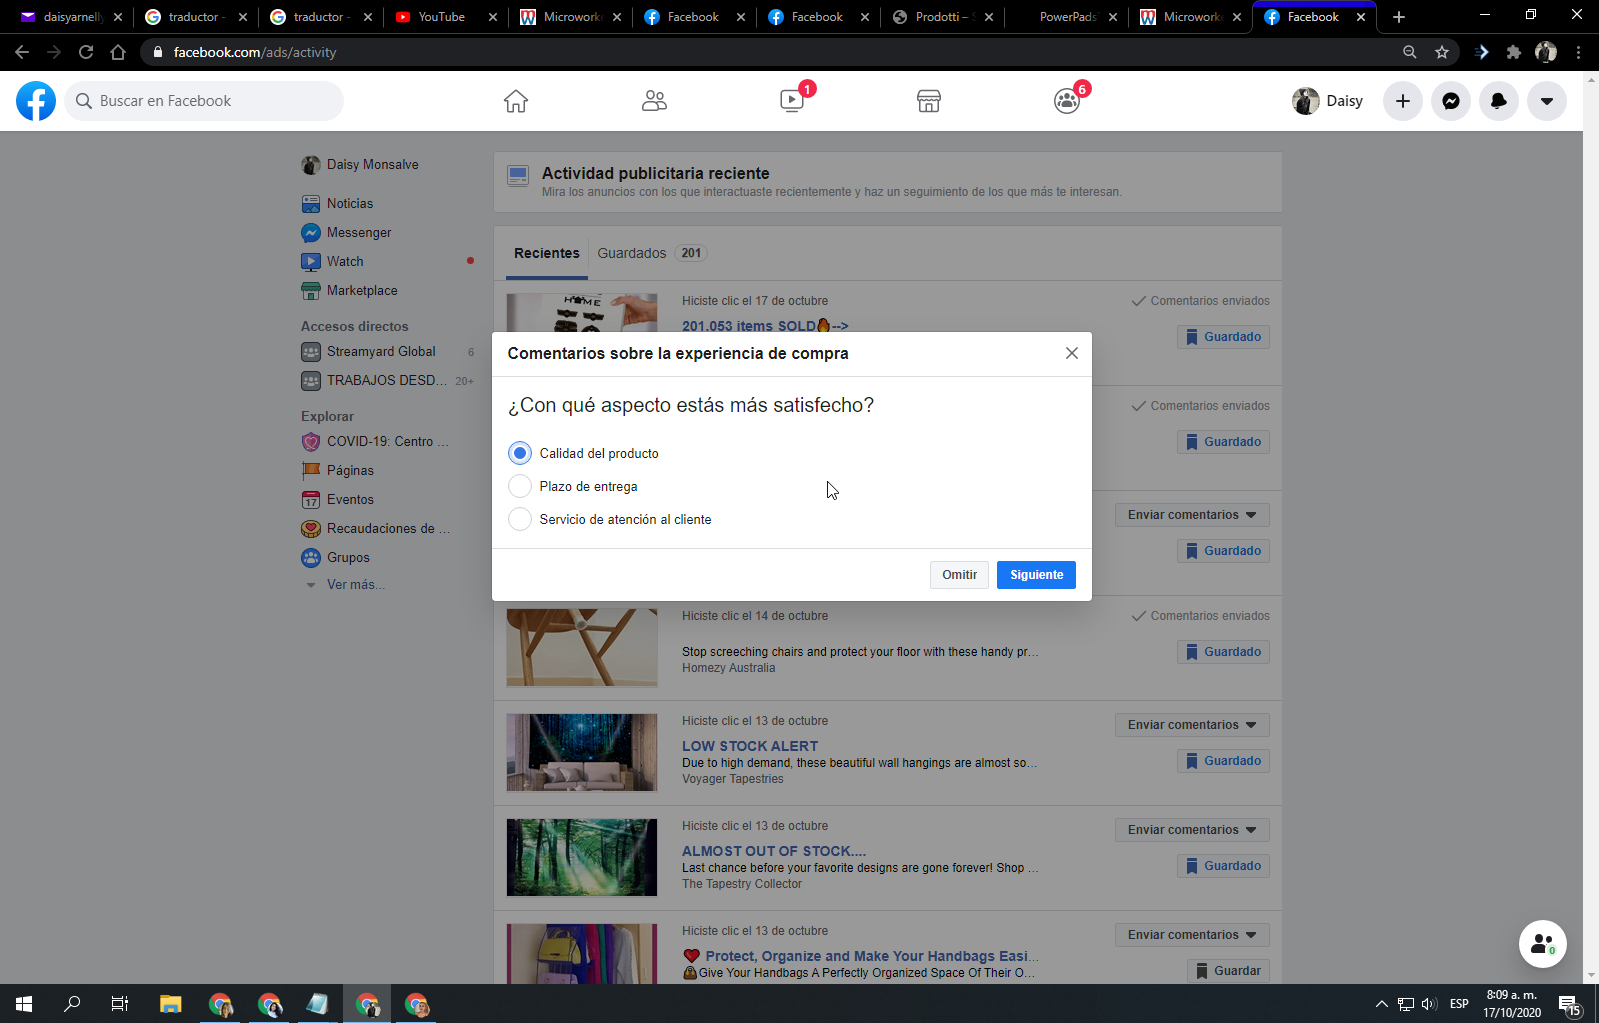 daisyarnelly
traductor -
traductor -
YouTube
Microwork
Facebook
Facebook
Prodotti – S
PowerPads
Microwork
Facebook
facebook.com/ads/activity
Buscar en Facebook
1
6
Daisy
Daisy Monsalve
Noticias
Messenger
Watch
Marketplace
Accesos directos
Streamyard Global 6
TRABAJOS DESD... 20+
Explorar
COVID-19: Centro ...
Páginas
17
Eventos
Recaudaciones de ...
Grupos
Ver más...
Actividad publicitaria reciente
Mira los anuncios con los que interactuaste recientemente y haz un seguimiento de los que más te interesan.
Recientes Guardados 201
HOME
Hiciste clic el 17 de octubre
Comentarios enviados
201,053 items SOLD🔥-->
Guardado
Comentarios sobre la experiencia de compra
¿Con qué aspecto estás más satisfecho?
Calidad del producto
Plazo de entrega
Servicio de atención al cliente
Omitir Siguiente
Comentarios enviados
Guardado
Enviar comentarios
Guardado
Hiciste clic el 14 de octubre
Comentarios enviados
Stop screeching chairs and protect your floor with these handy pr...
Guardado
Homezy Australia
Hiciste clic el 13 de octubre
Enviar comentarios
LOW STOCK ALERT
Due to high demand, these beautiful wall hangings are almost so...
Guardado
Voyager Tapestries
Hiciste clic el 13 de octubre
Enviar comentarios
ALMOST OUT OF STOCK....
Last chance before your favorite designs are gone forever! Shop ...
Guardado
The Tapestry Collector
Hiciste clic el 13 de octubre
Enviar comentarios
❤️ Protect, Organize and Make Your Handbags Easi...
👜Give Your Handbags A Perfectly Organized Space Of Their O...
Guardar
0
ESP
8:09 a. m.
17/10/2020
15